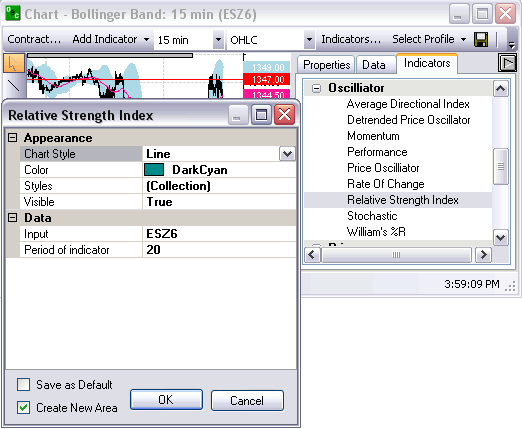 Chart - Bollinger Band: 15 min (ESZ6)
Contract... Add Indicator 15 min OHLC Indicators... Select Profile
1349.00
1347.00
1344.50
Properties Data Indicators
Oscilliator
Average Directional Index
Detrended Price Oscillator
Momentum
Performance
Price Oscillator
Rate Of Change
Relative Strength Index
Stochastic
William's %R
3:59:09 PM
Relative Strength Index
Appearance
Chart Style Line
Color DarkCyan
Styles (Collection)
Visible True
Data
Input ESZ6
Period of indicator 20
Save as Default
Create New Area
OK Cancel